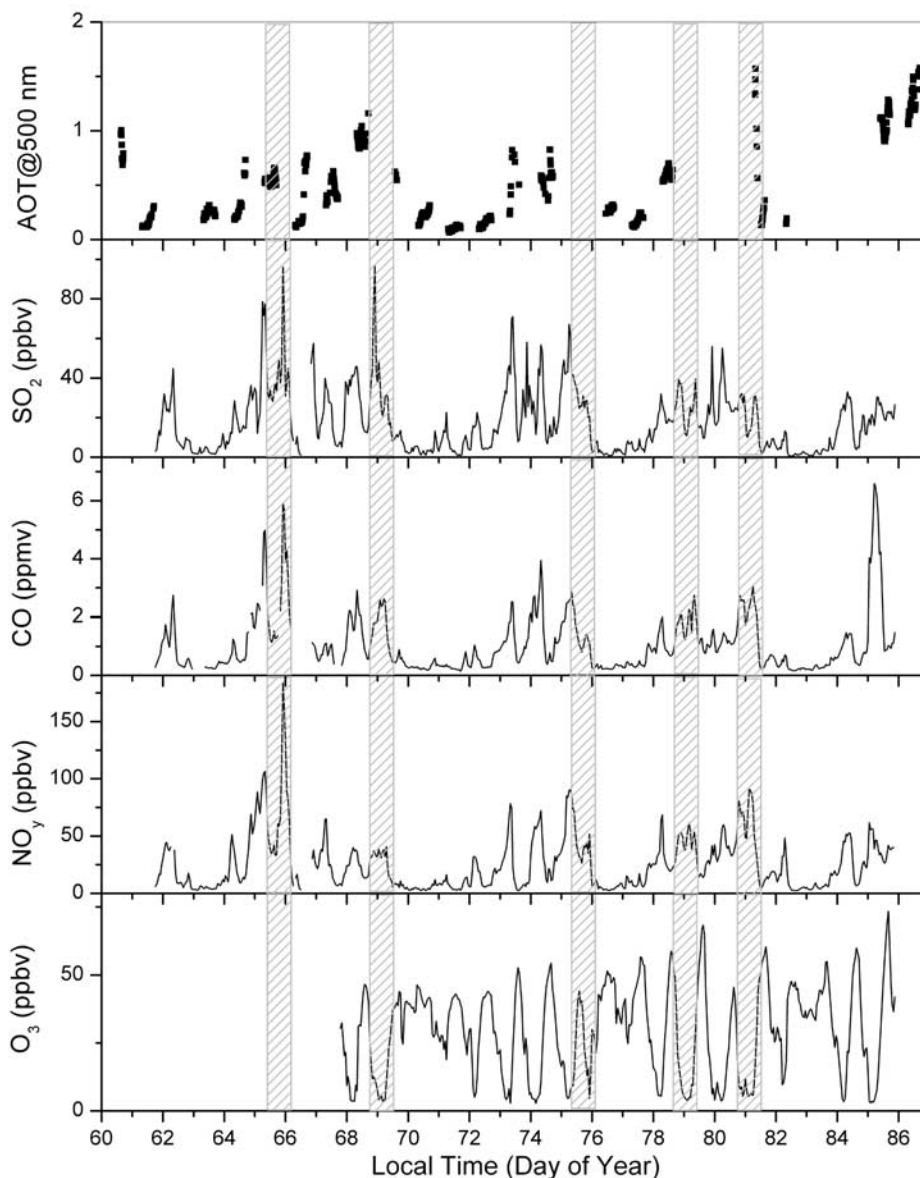 2
1
0
AOT@500 nm
80
40
0
SO₂ (ppbv)
6
4
2
0
CO (ppmv)
150
100
50
0
NOy (ppbv)
50
0
O₃ (ppbv)
60 62 64 66 68 70 72 74 76 78 80 82 84 86
Local Time (Day of Year)